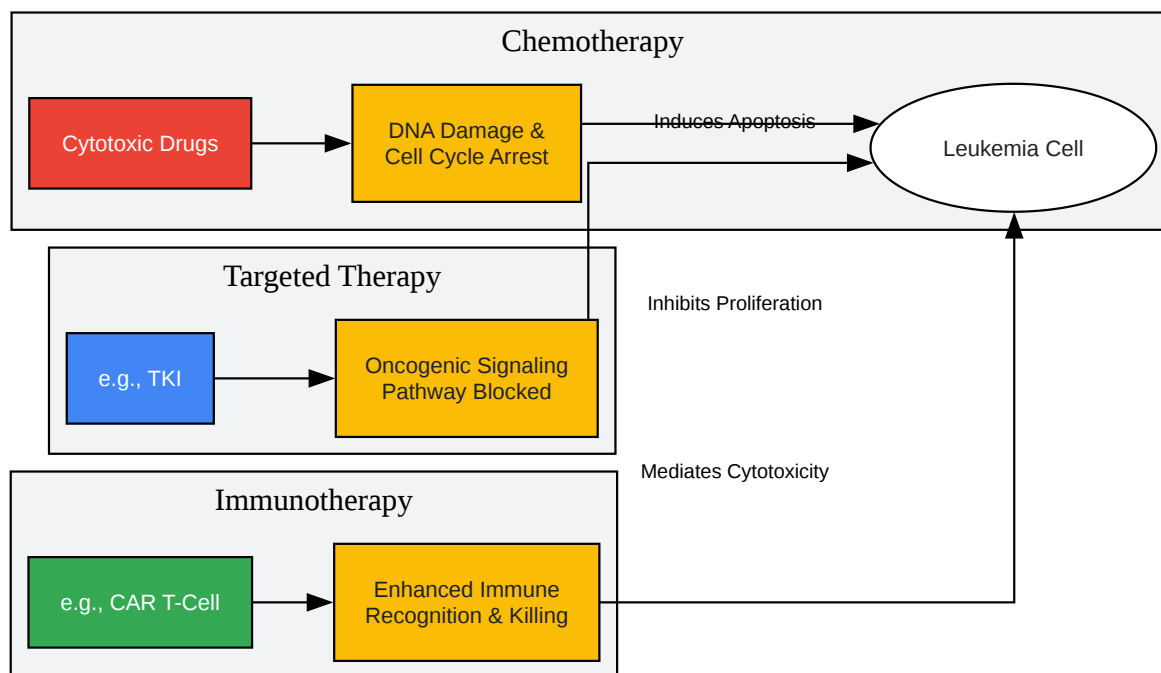 Chemotherapy
Cytotoxic Drugs
DNA Damage &
Cell Cycle Arrest
Induces Apoptosis
Leukemia Cell
Targeted Therapy
e.g., TKI
Oncogenic Signaling
Pathway Blocked
Inhibits Proliferation
Immunotherapy
e.g., CAR T-Cell
Enhanced Immune
Recognition & Killing
Mediates Cytotoxicity